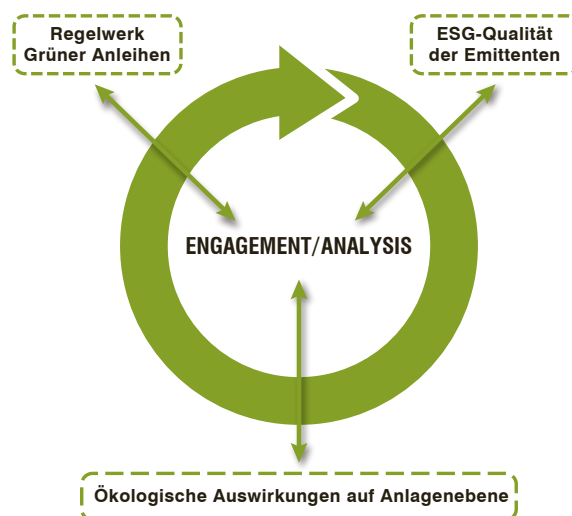 Regelwerk
Grüner Anleihen
ESG-Qualität
der Emittenten
ENGAGEMENT/ANALYSIS
Ökologische Auswirkungen auf Anlagenebene